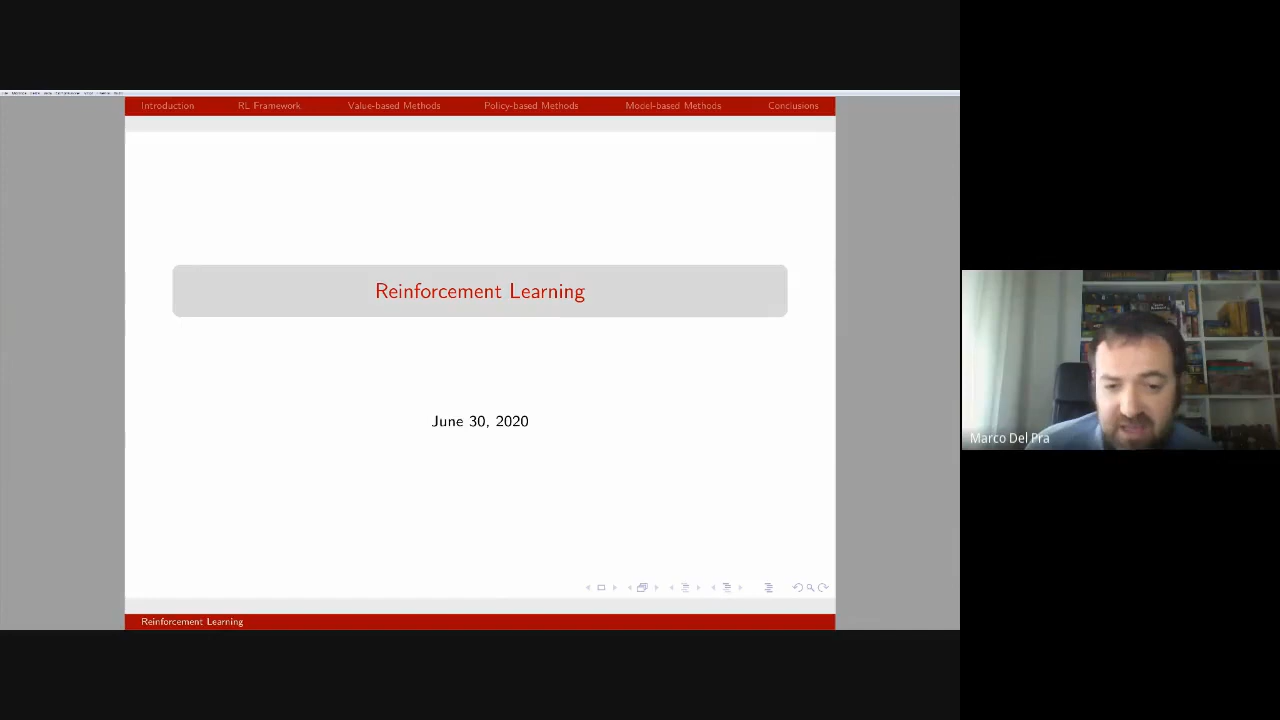 Introduction RL Framework Value-based Methods Policy-based Methods Model-based Methods Conclusions
Reinforcement Learning
June 30, 2020
Reinforcement Learning
Marco Del Pra